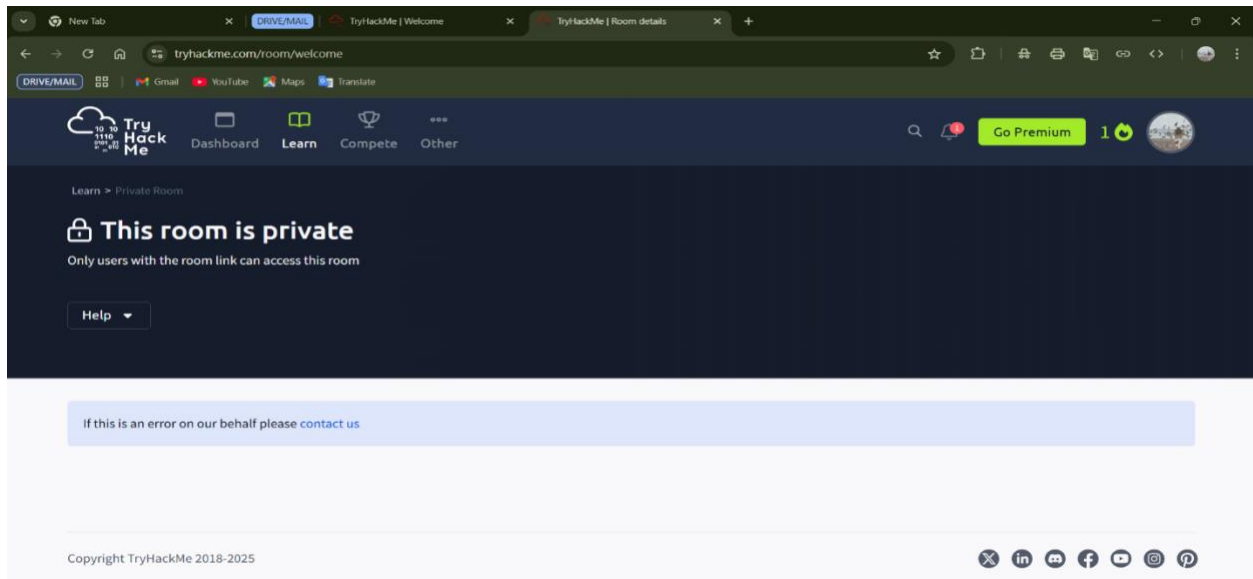 New Tab
DRIVE/MAIL
TryHackMe | Welcome
TryHackMe | Room details
tryhackme.com/room/welcome
DRIVE/MAIL
Gmail
YouTube
Maps
Translate
Try
Hack
Me
Dashboard
Learn
Compete
Other
1
Go Premium
1
Learn > Private Room
This room is private
Only users with the room link can access this room
Help
If this is an error on our behalf please contact us
Copyright TryHackMe 2018-2025